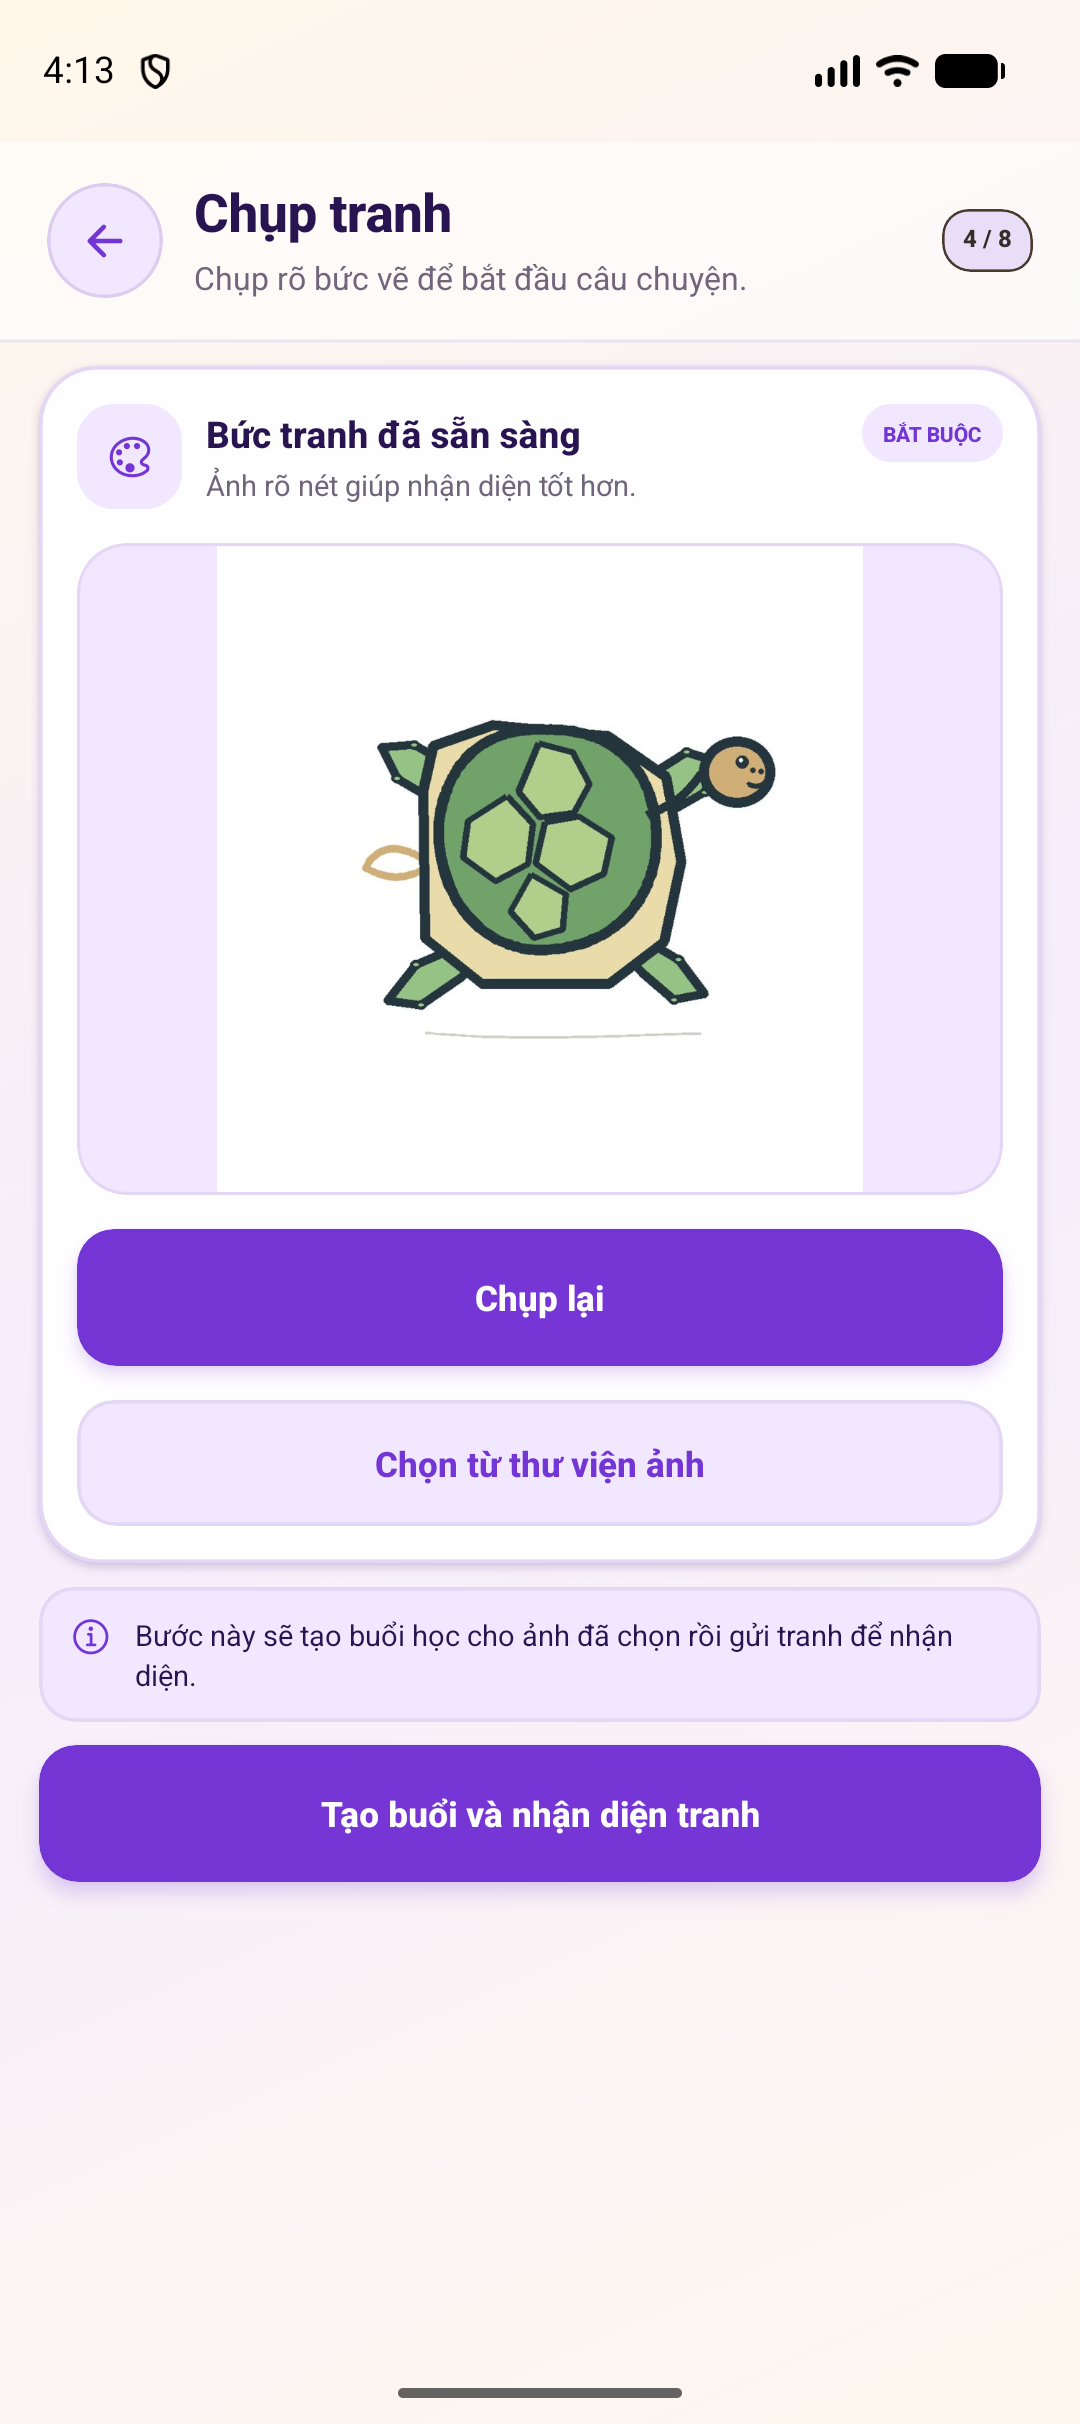 4:13
Chụp tranh
Chụp rõ bức vẽ để bắt đầu câu chuyện.
4 / 8
Bức tranh đã sẵn sàng
BẮT BUỘC
Ảnh rõ nét giúp nhận diện tốt hơn.
Chụp lại
Chọn từ thư viện ảnh
Bước này sẽ tạo buổi học cho ảnh đã chọn rồi gửi tranh để nhận
diện.
Tạo buổi và nhận diện tranh